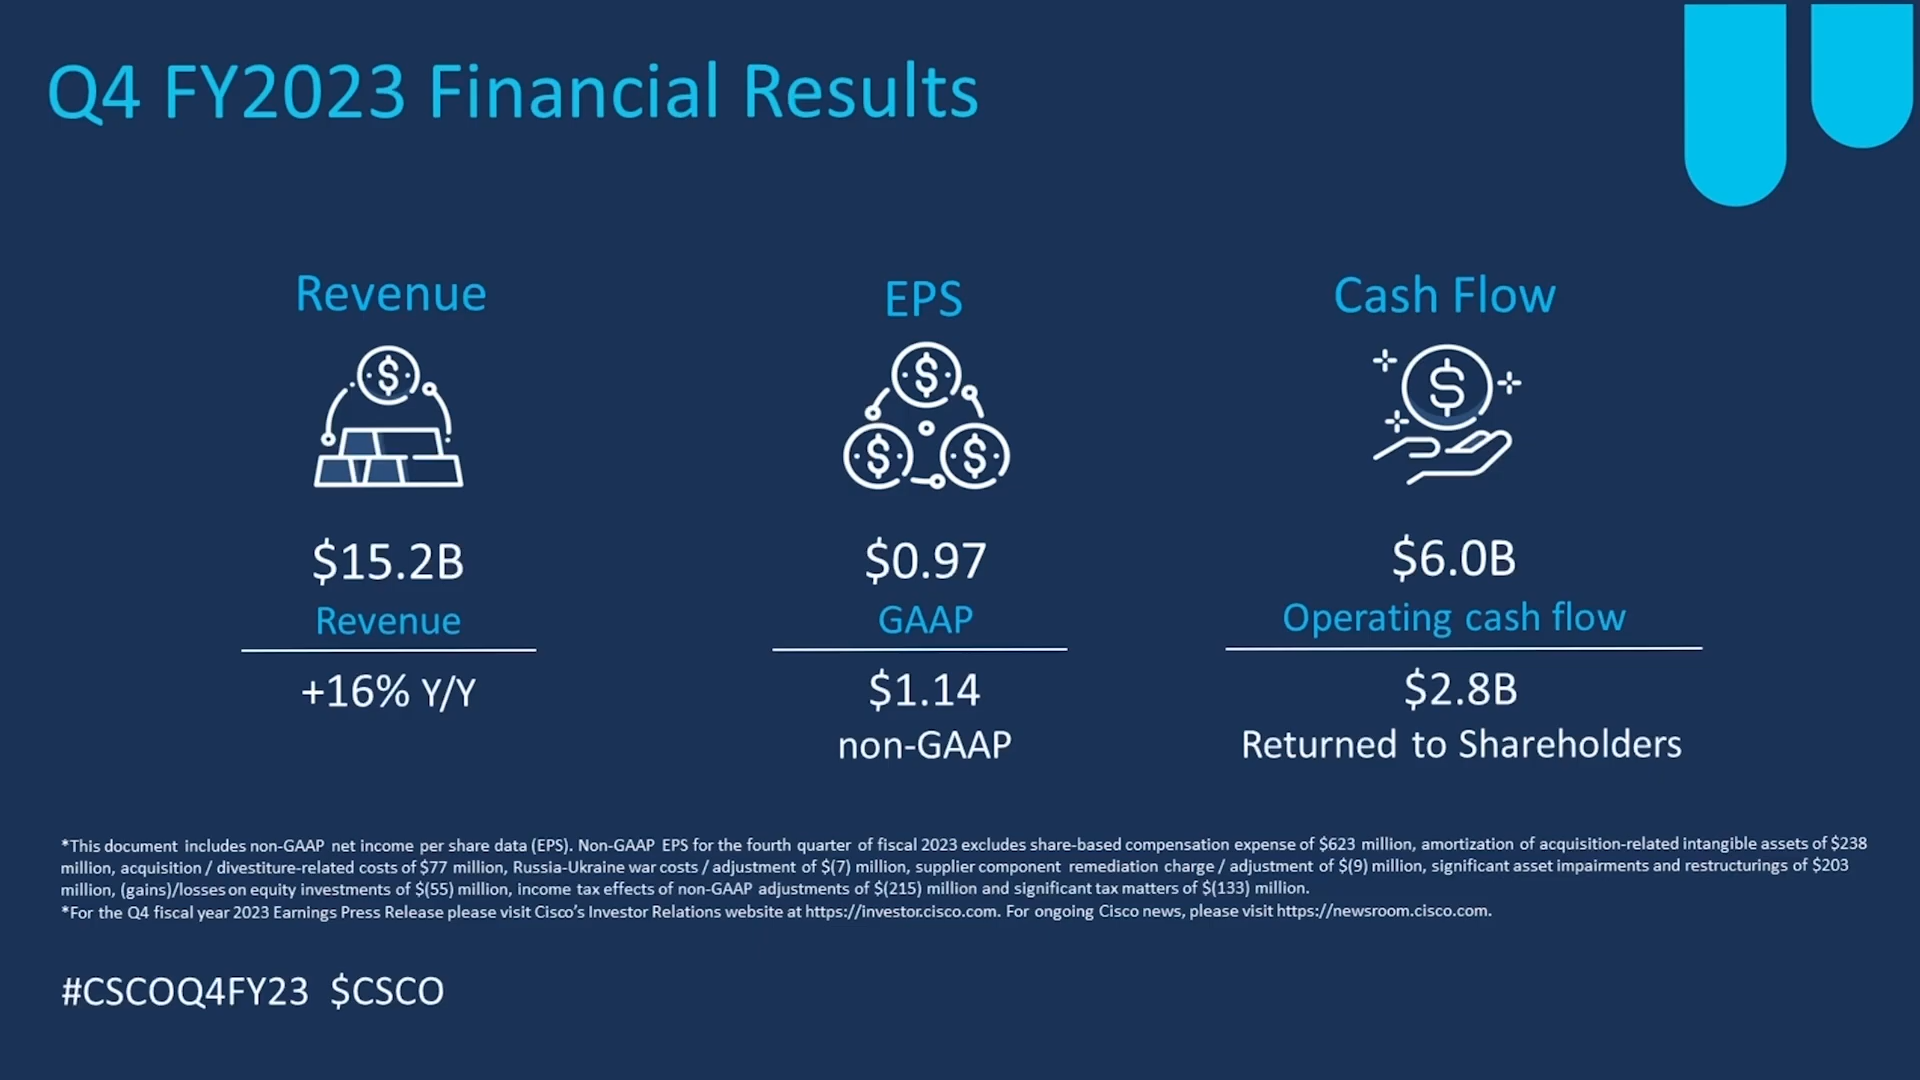 Q4 FY2023 Financial Results
Revenue
$15.2B
Revenue
+16% Y/Y
EPS
$0.97
GAAP
$1.14
non-GAAP
Cash Flow
$6.0B
Operating cash flow
$2.8B
Returned to Shareholders
*This document includes non-GAAP net income per share data (EPS). Non-GAAP EPS for the fourth quarter of fiscal 2023 excludes share-based compensation expense of $623 million, amortization of acquisition-related intangible assets of $238
million, acquisition / divestiture-related costs of $77 million, Russia-Ukraine war costs / adjustment of $(7) million, supplier component remediation charge / adjustment of $(9) million, significant asset impairments and restructurings of $203
million, (gains)/losses on equity investments of $(55) million, income tax effects of non-GAAP adjustments of $(215) million and significant tax matters of $(133) million.
*For the Q4 fiscal year 2023 Earnings Press Release please visit Cisco's Investor Relations website at https://investor.cisco.com. For ongoing Cisco news, please visit https://newsroom.cisco.com.
#CSCOQ4FY23 $CSCO